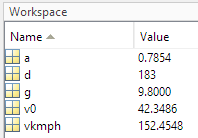 Workspace
Name Value
a 0.7854
d 183
g 9.8000
v0 42.3486
vkmph 152.4548